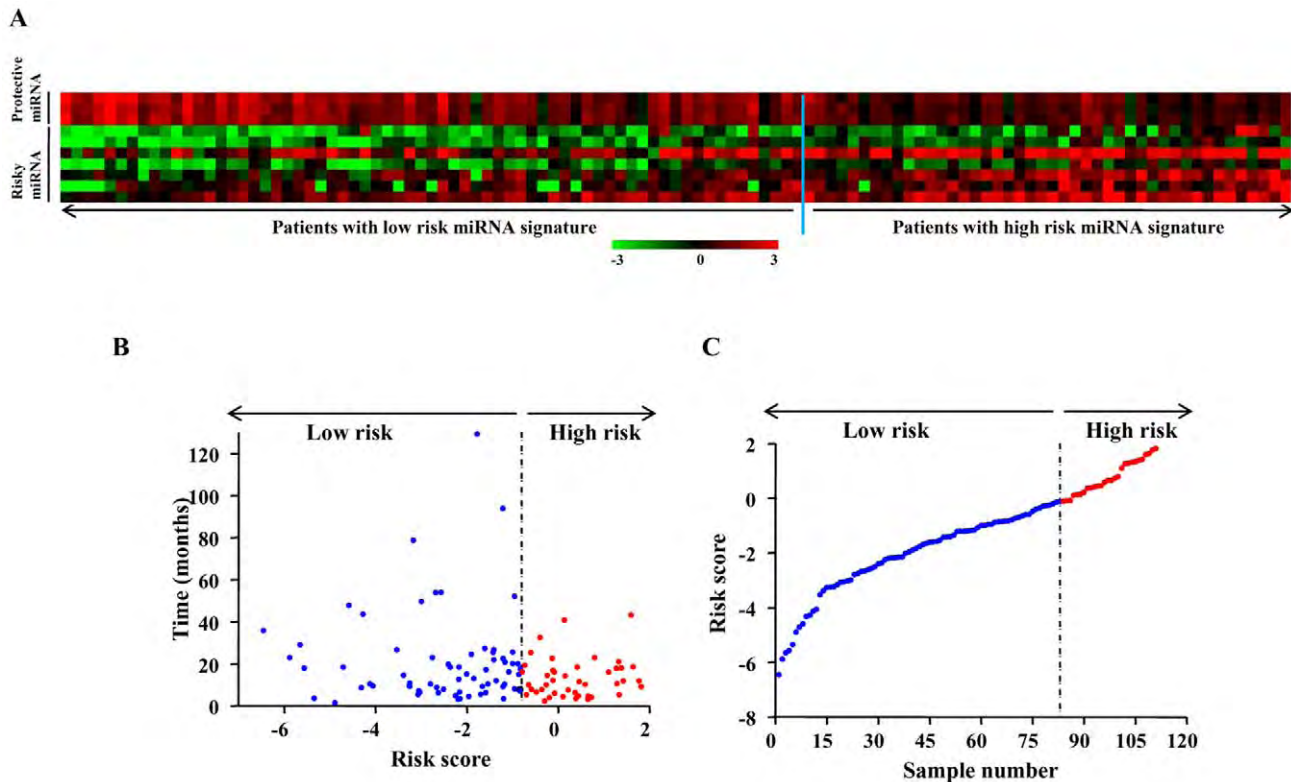 A
Protective
miRNA
Risky
miRNA
Patients with low risk miRNA signature
Patients with high risk miRNA signature
-3 0 3
B
Low risk High risk
Time (months)
120
100
80
60
40
20
0
-6 -4 -2 0 2
Risk score
C
Low risk High risk
Risk score
2
0
-2
-4
-6
-8
0 15 30 45 60 75 90 105 120
Sample number